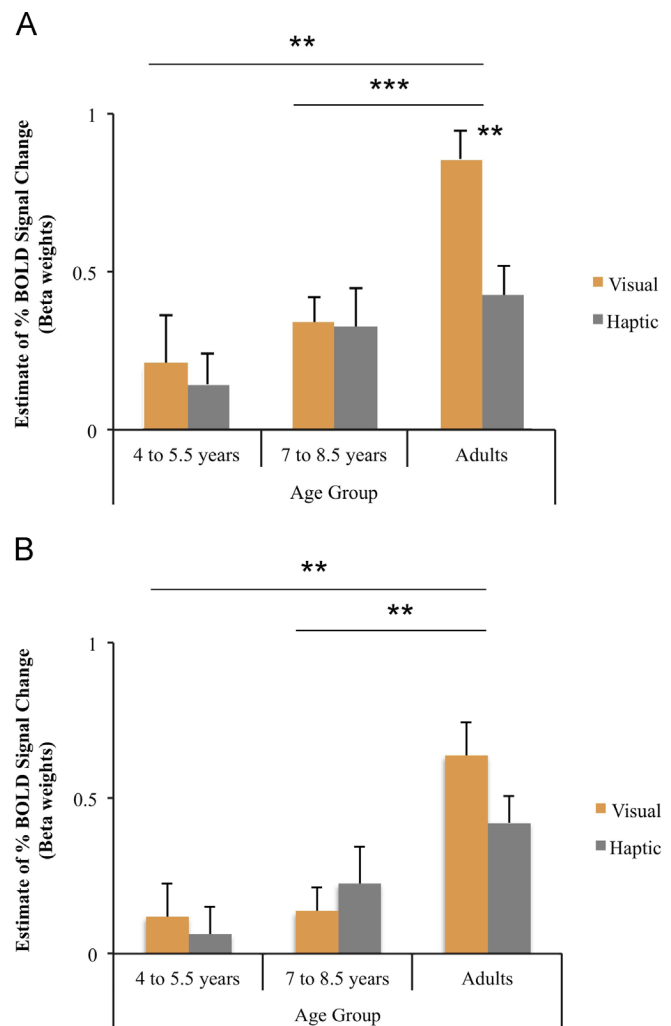 A
**
***
1
**
Estimate of % BOLD Signal Change
(Beta weights)
0.5
Visual
Haptic
0
4 to 5.5 years
7 to 8.5 years
Adults
Age Group
B
**
**
1
Estimate of % BOLD Signal Change
(Beta weights)
0.5
Visual
Haptic
0
4 to 5.5 years
7 to 8.5 years
Adults
Age Group